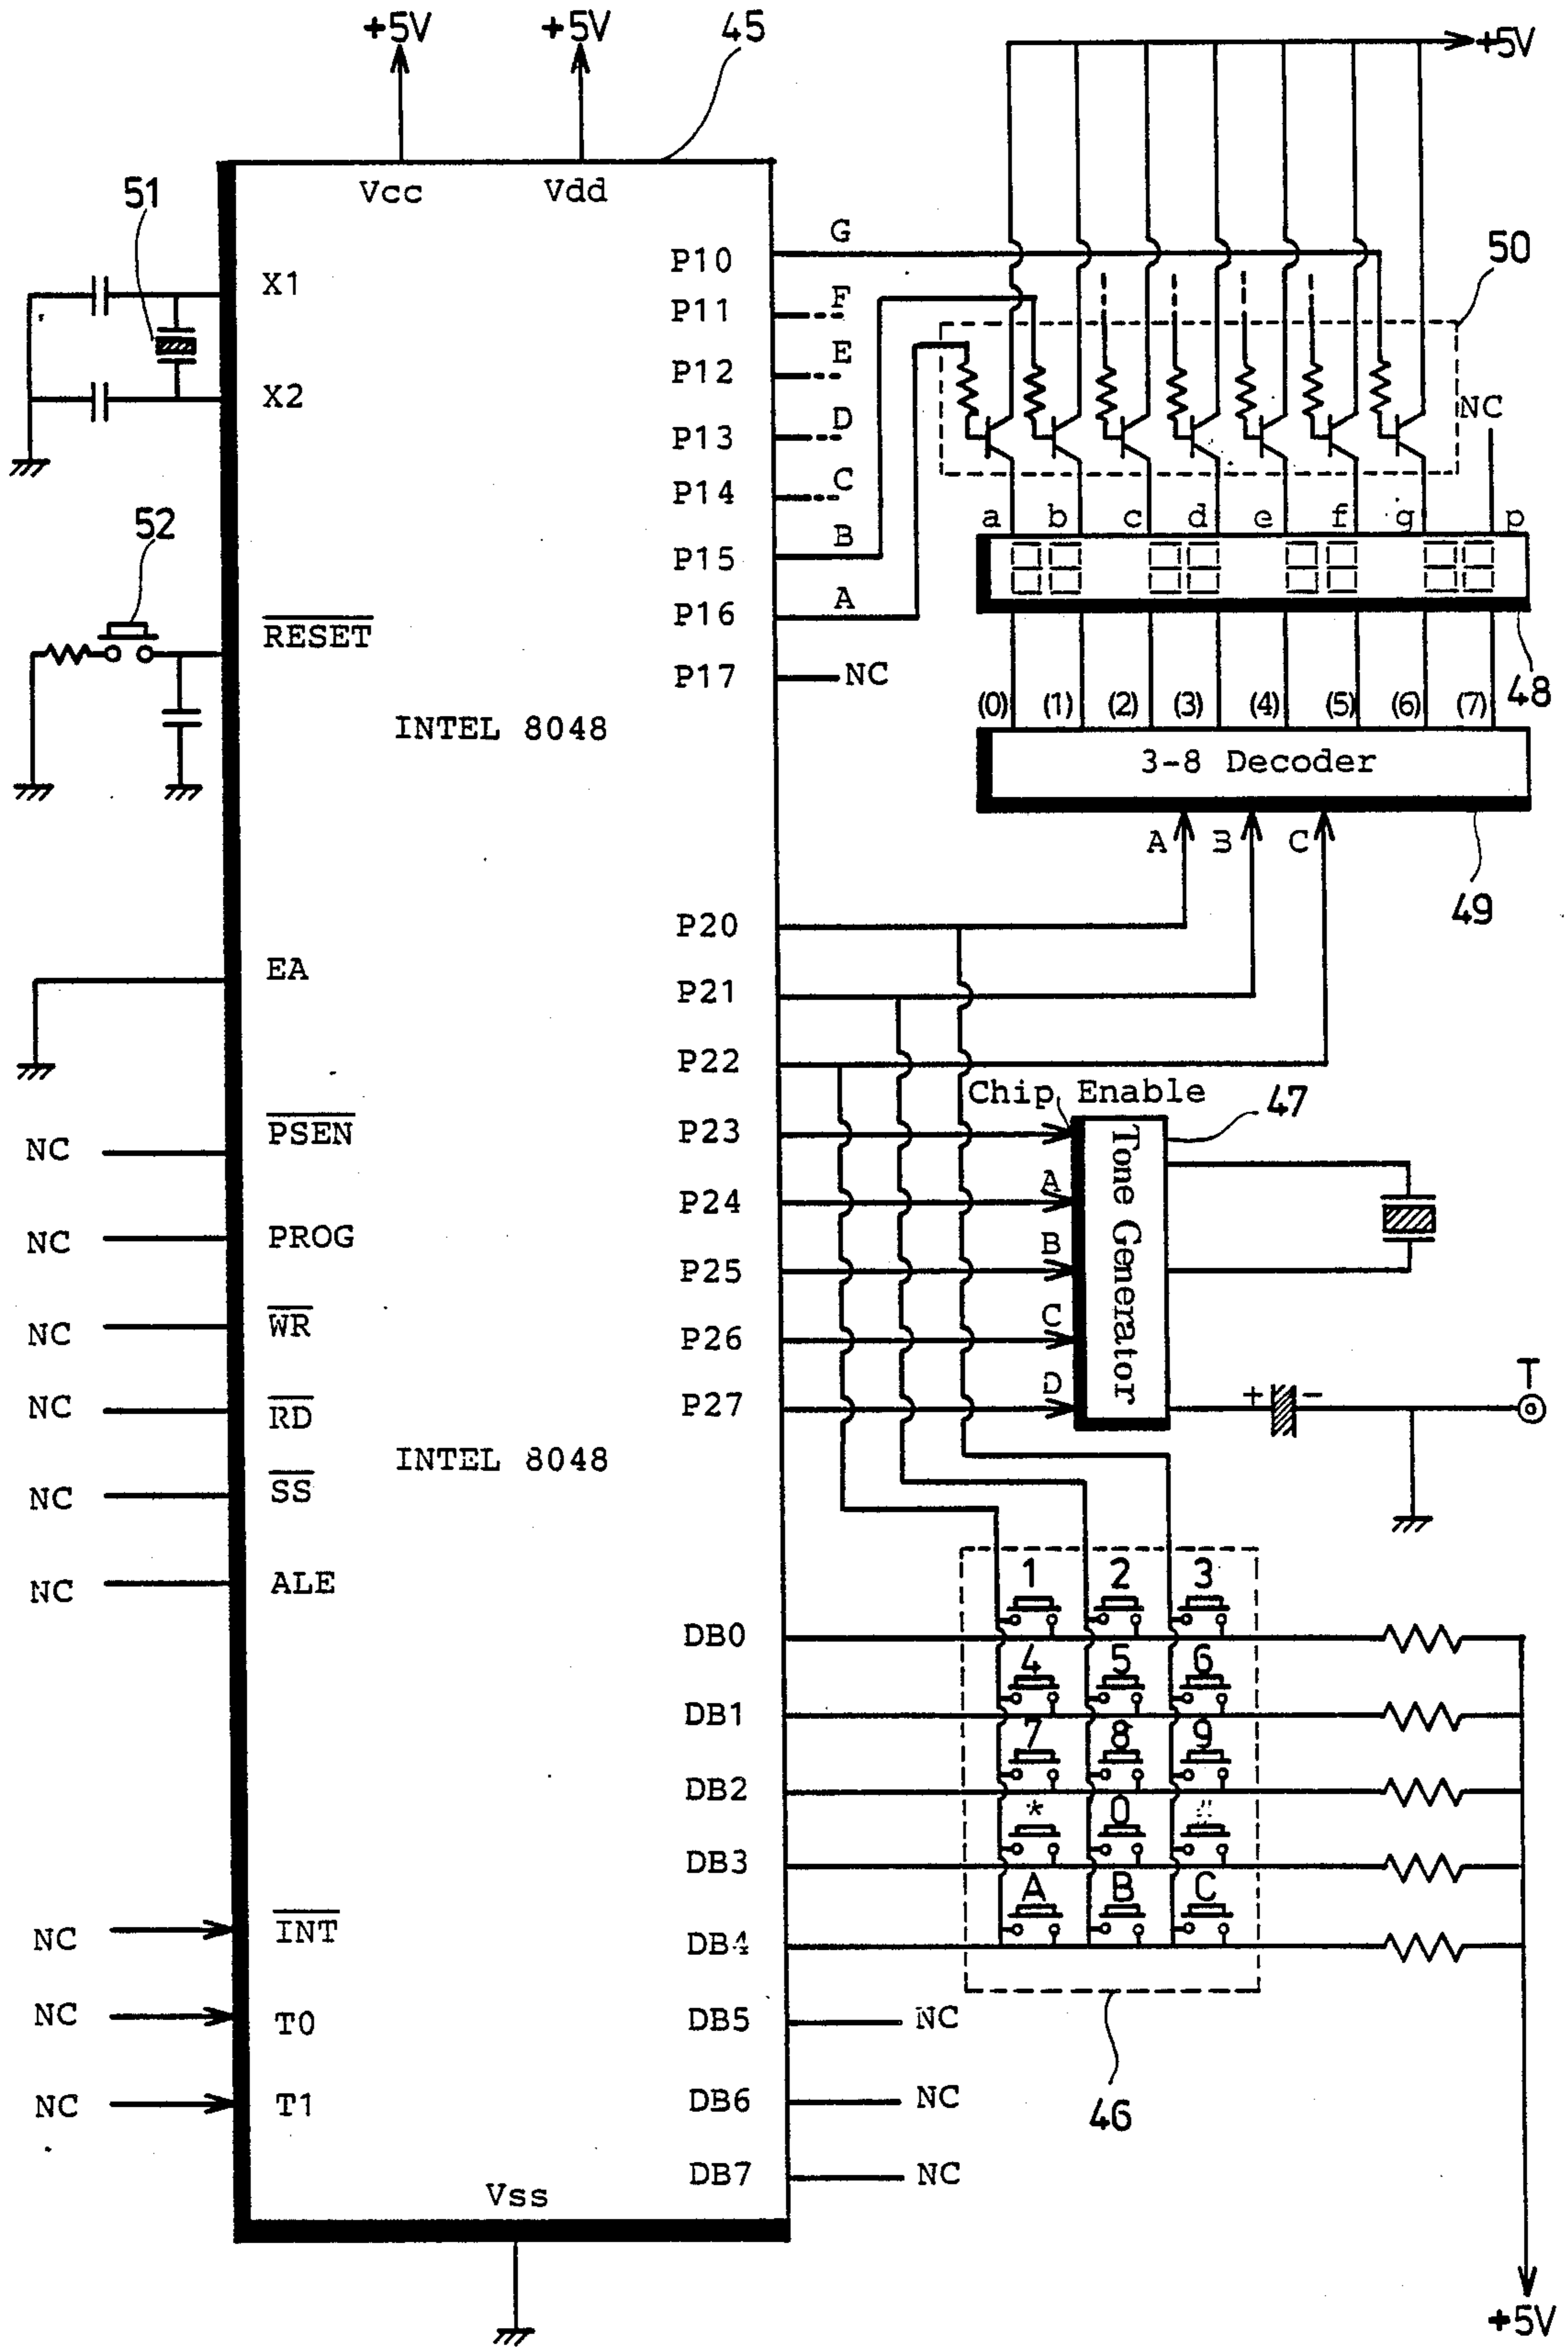 +5V +5V 45 +5V
Vcc Vdd
51
X1
X2
52
RESET
INTEL 8048
EA
NC PSEN
NC PROG
NC WR
NC RD
NC SS
INTEL 8048
NC ALE
NC INT
NC T0
NC T1
Vss
P10 G
P11 F
P12 E
P13 D
P14 C
P15 B
P16 A
P17 NC
50
NC
a b c d e f g p
48
(0) (1) (2) (3) (4) (5) (6) (7)
3-8 Decoder
A B C
49
P20
P21
P22
Chip Enable 47
P23
P24 A
P25 B
P26 C
P27 D
Tone Generator
+ -
T
1 2 3
DB0
4 5 6
DB1
7 8 9
DB2
* 0 #
DB3
A B C
DB4
DB5 NC
DB6 NC
46
DB7 NC
+5V